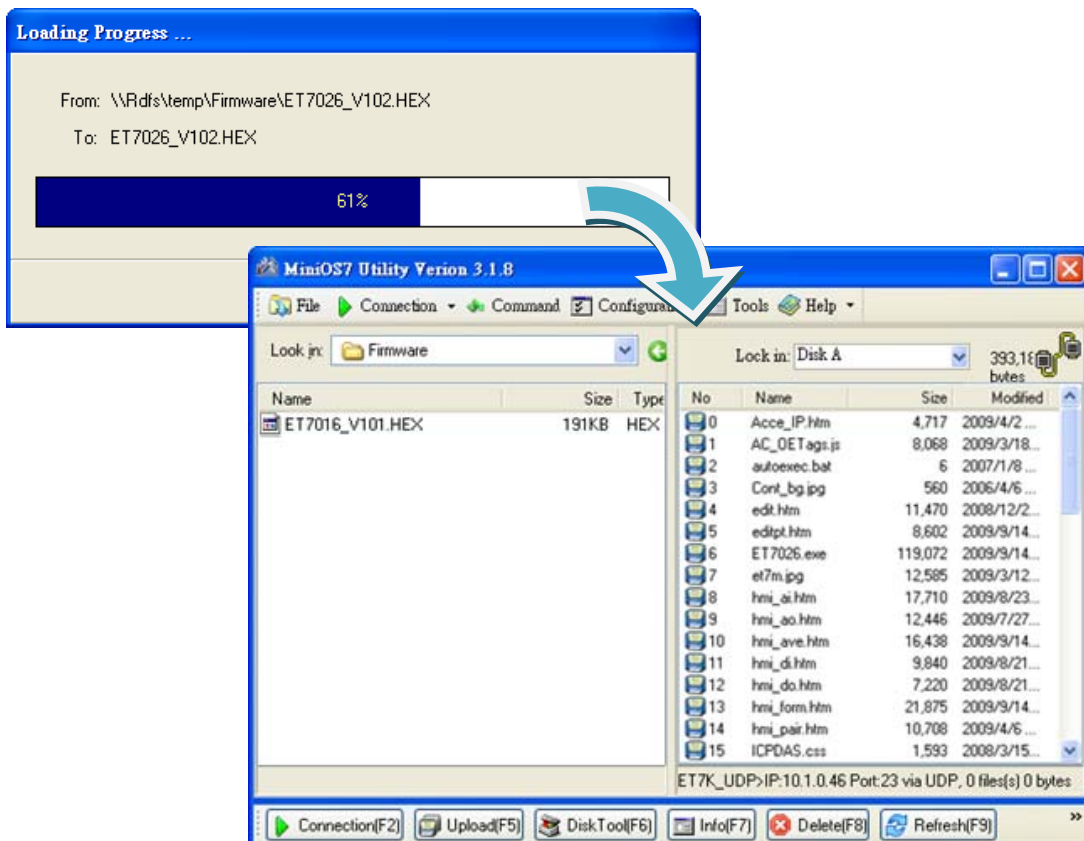 Loading Progress ...
From: \\Rdfs\temp\Firmware\ET7026_V102.HEX
To: ET7026_V102.HEX
61%
MiniOS7 Utility Verion 3.1.8
File Connection Command Configurat Tools Help
Look in: Firmware
Name Size Type
ET7016_V101.HEX 191KB HEX
Lock in: Disk A
393,18
bytes
No Name Size Modified
0 Acce_IP.htm 4,717 2009/4/2 ...
1 AC_OETags.js 8,068 2009/3/18...
2 autoexec.bat 6 2007/1/8 ...
3 Cont_bg.jpg 560 2006/4/6 ...
4 edit.htm 11,470 2008/12/2...
5 editpt.htm 8,602 2009/9/14...
6 ET7026.exe 119,072 2009/9/14...
7 et7m.jpg 12,585 2009/3/12...
8 hmi_ai.htm 17,710 2009/8/23...
9 hmi_ao.htm 12,446 2009/7/27...
10 hmi_ave.htm 16,438 2009/9/14...
11 hmi_di.htm 9,840 2009/8/21...
12 hmi_do.htm 7,220 2009/8/21...
13 hmi_form.htm 21,875 2009/9/14...
14 hmi_pair.htm 10,708 2009/4/6 ...
15 ICPDAS.css 1,593 2008/3/15...
ET7K_UDP>IP:10.1.0.46 Port:23 via UDP, 0 files(s) 0 bytes
Connection(F2) Upload(F5) DiskTool(F6) Info(F7) Delete(F8) Refresh(F9) »